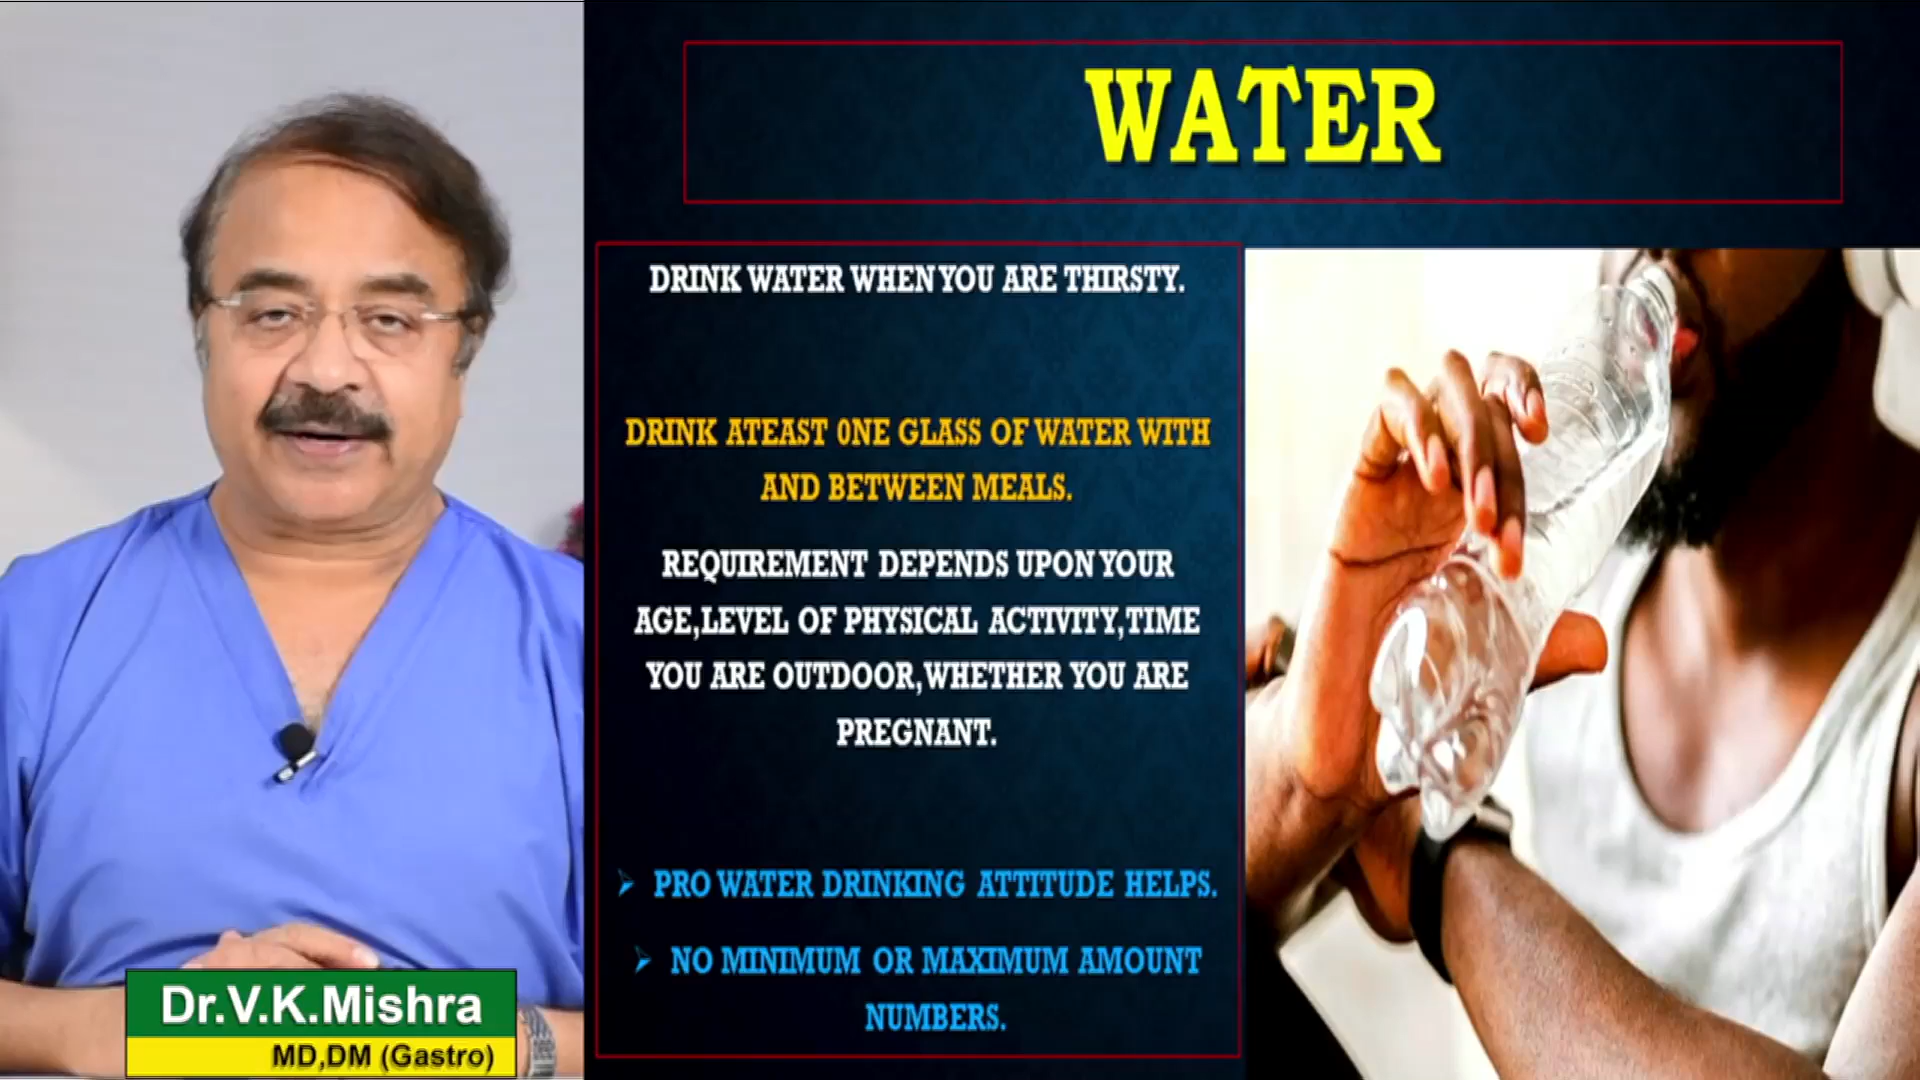 WATER
DRINK WATER WHEN YOU ARE THIRSTY.
DRINK ATEAST 0NE GLASS OF WATER WITH
AND BETWEEN MEALS.
REQUIREMENT DEPENDS UPON YOUR
AGE,LEVEL OF PHYSICAL ACTIVITY,TIME
YOU ARE OUTDOOR,WHETHER YOU ARE
PREGNANT.
➢ PRO WATER DRINKING ATTITUDE HELPS.
➢ NO MINIMUM OR MAXIMUM AMOUNT
NUMBERS.
Dr.V.K.Mishra
MD,DM (Gastro)